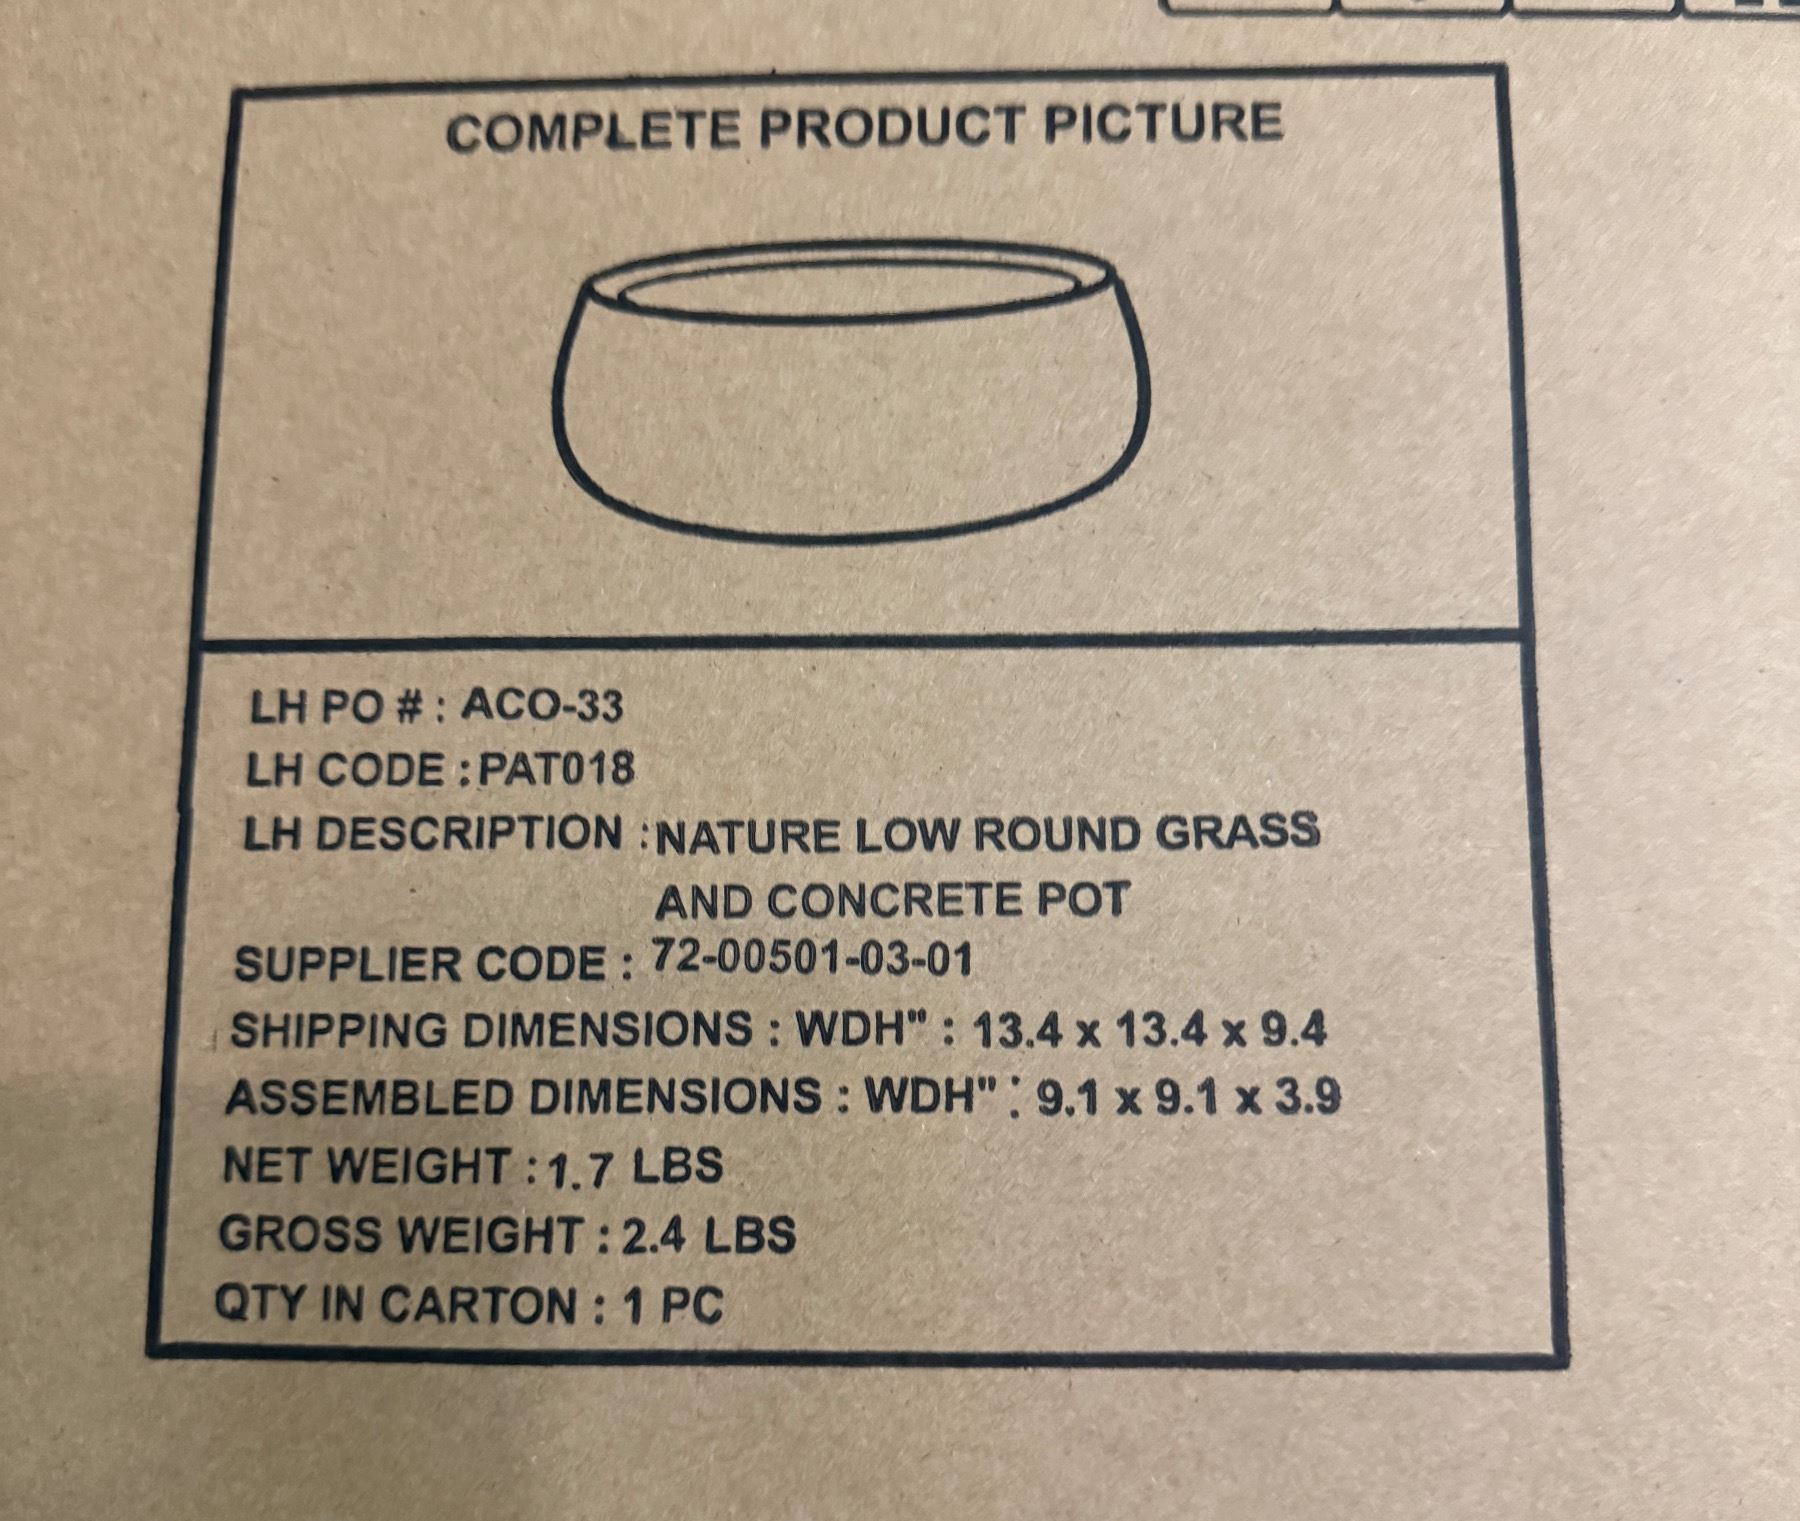 COMPLETE PRODUCT PICTURE
LH PO # : ACO-33
LH CODE : PAT018
LH DESCRIPTION : NATURE LOW ROUND GRASS
AND CONCRETE POT
SUPPLIER CODE : 72-00501-03-01
SHIPPING DIMENSIONS : WDH" : 13.4 x 13.4 x 9.4
ASSEMBLED DIMENSIONS : WDH" : 9.1 x 9.1 x 3.9
NET WEIGHT : 1.7 LBS
GROSS WEIGHT : 2.4 LBS
QTY IN CARTON : 1 PC